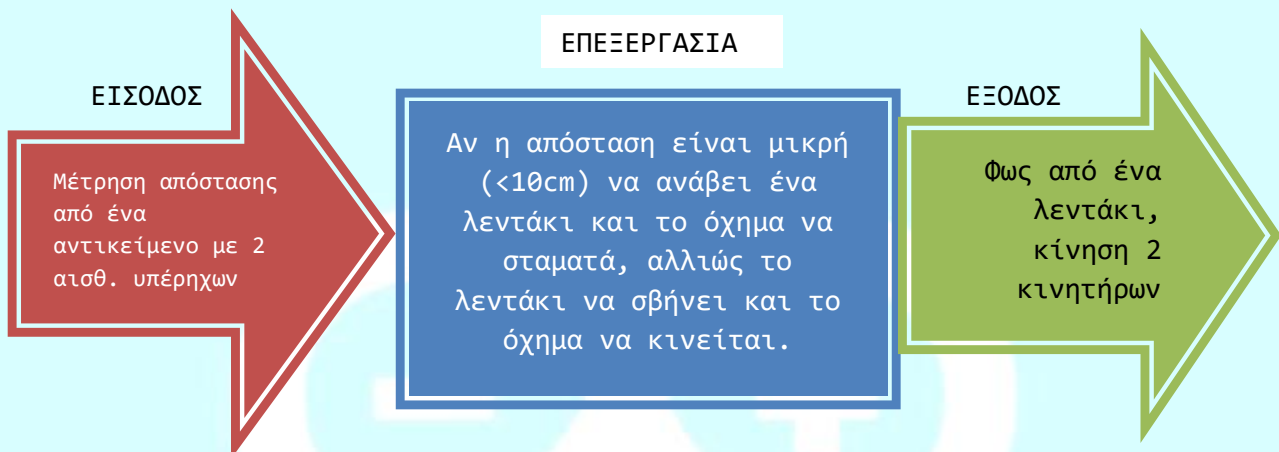 ΕΙΣΟΔΟΣ
Μέτρηση απόστασης
από ένα
αντικείμενο με 2
αισθ. υπέρηχων
ΕΠΕΞΕΡΓΑΣΙΑ
Αν η απόσταση είναι μικρή
(<10cm) να ανάβει ένα
λεντάκι και το όχημα να
σταματά, αλλιώς το
λεντάκι να σβήνει και το
όχημα να κινείται.
ΕΞΟΔΟΣ
Φως από ένα
λεντάκι,
κίνηση 2
κινητήρων